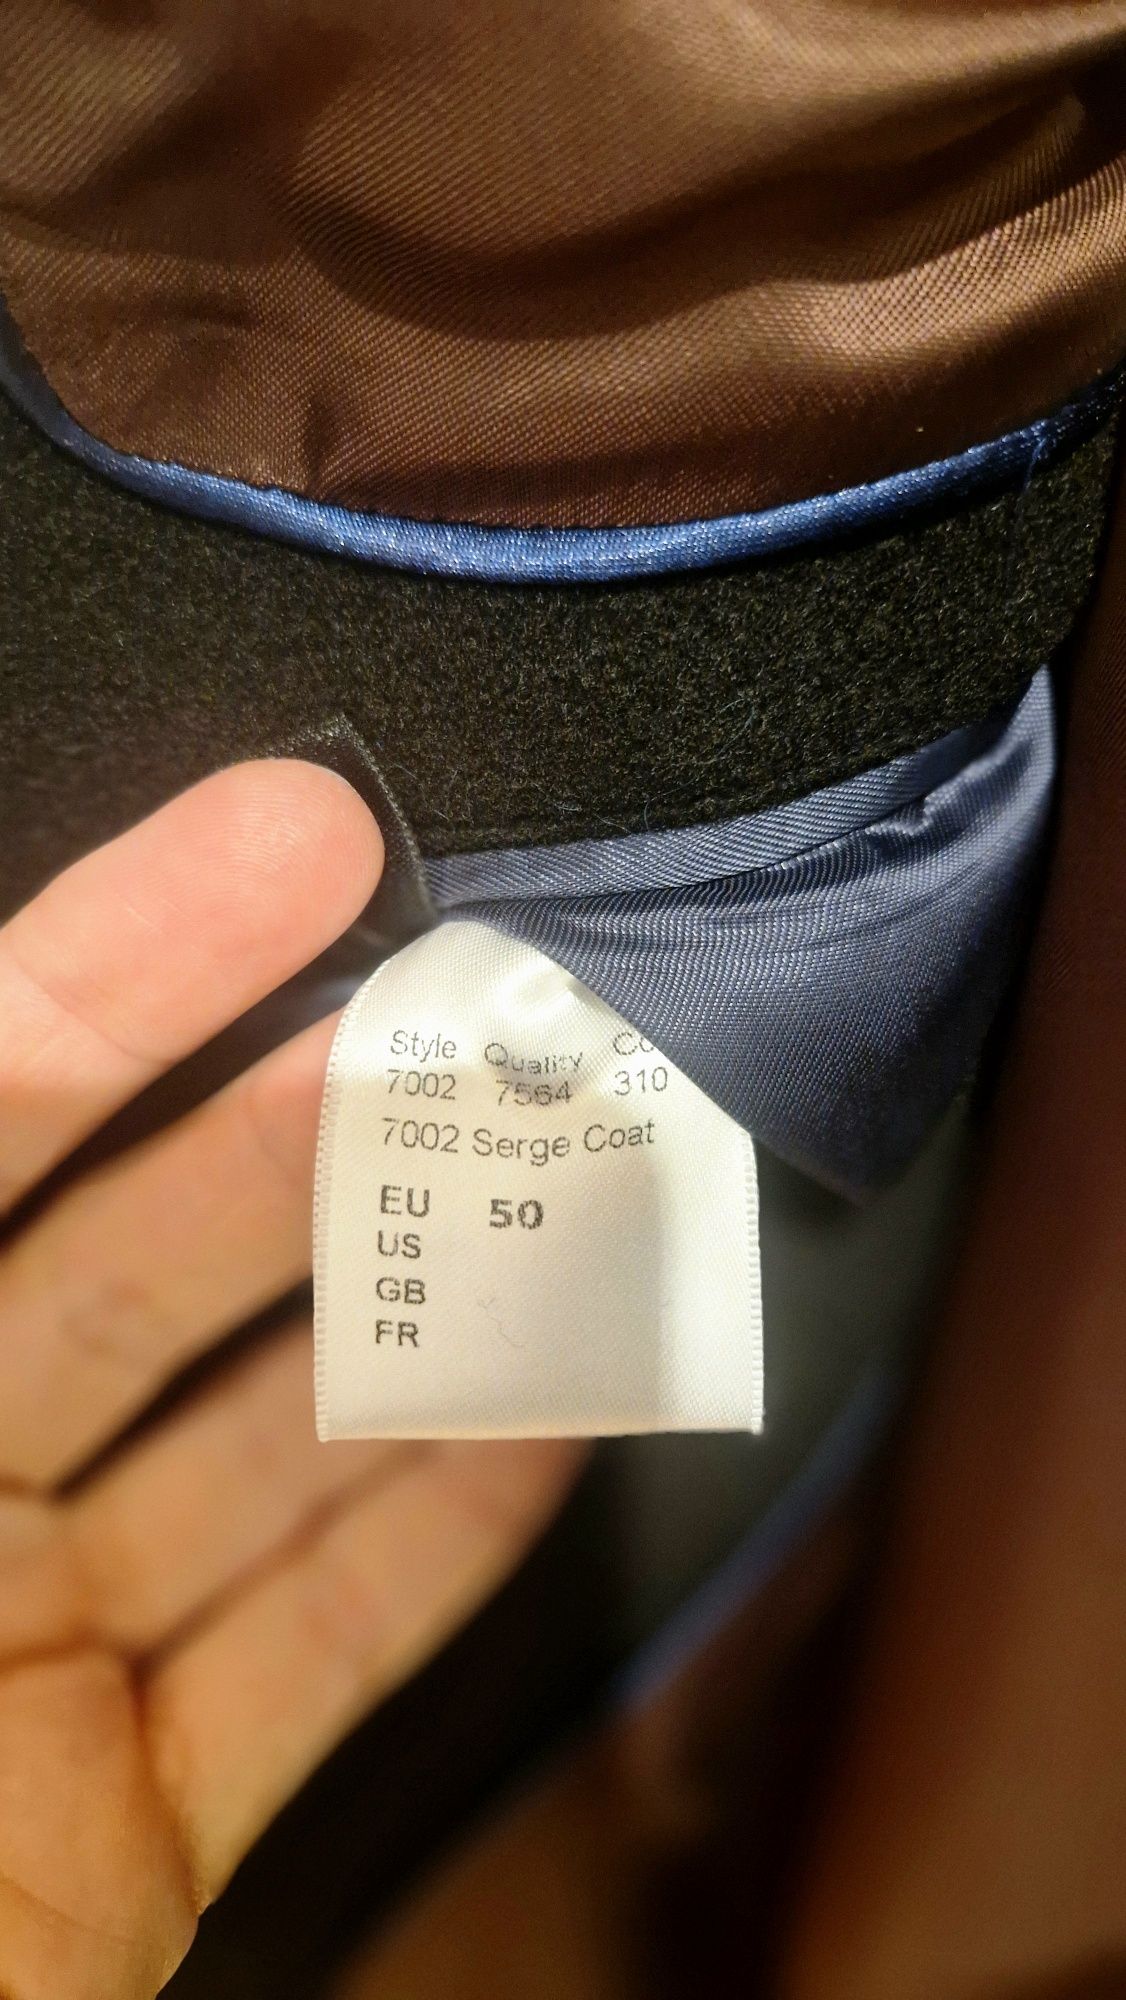 Style Quality
7002 7564 310
7002 Serge Coat
EU 50
US
GB
FR